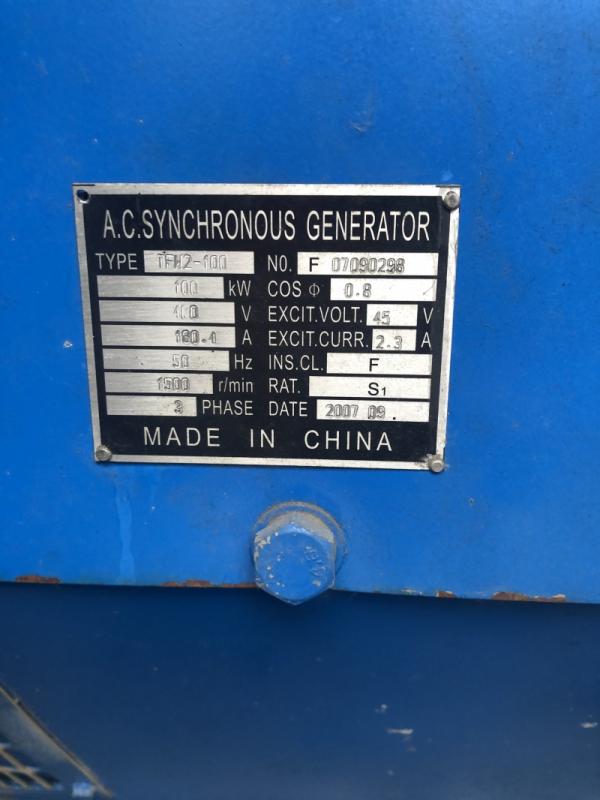 A.C.SYNCHRONOUS GENERATOR
TYPE TFW2-100 NO. F 07090298
100 kW COS Φ 0.8
400 V EXCIT.VOLT. 45 V
180.4 A EXCIT.CURR. 2.3 A
50 Hz INS.CL. F
1500 r/min RAT. S1
3 PHASE DATE 2007 09.
MADE IN CHINA